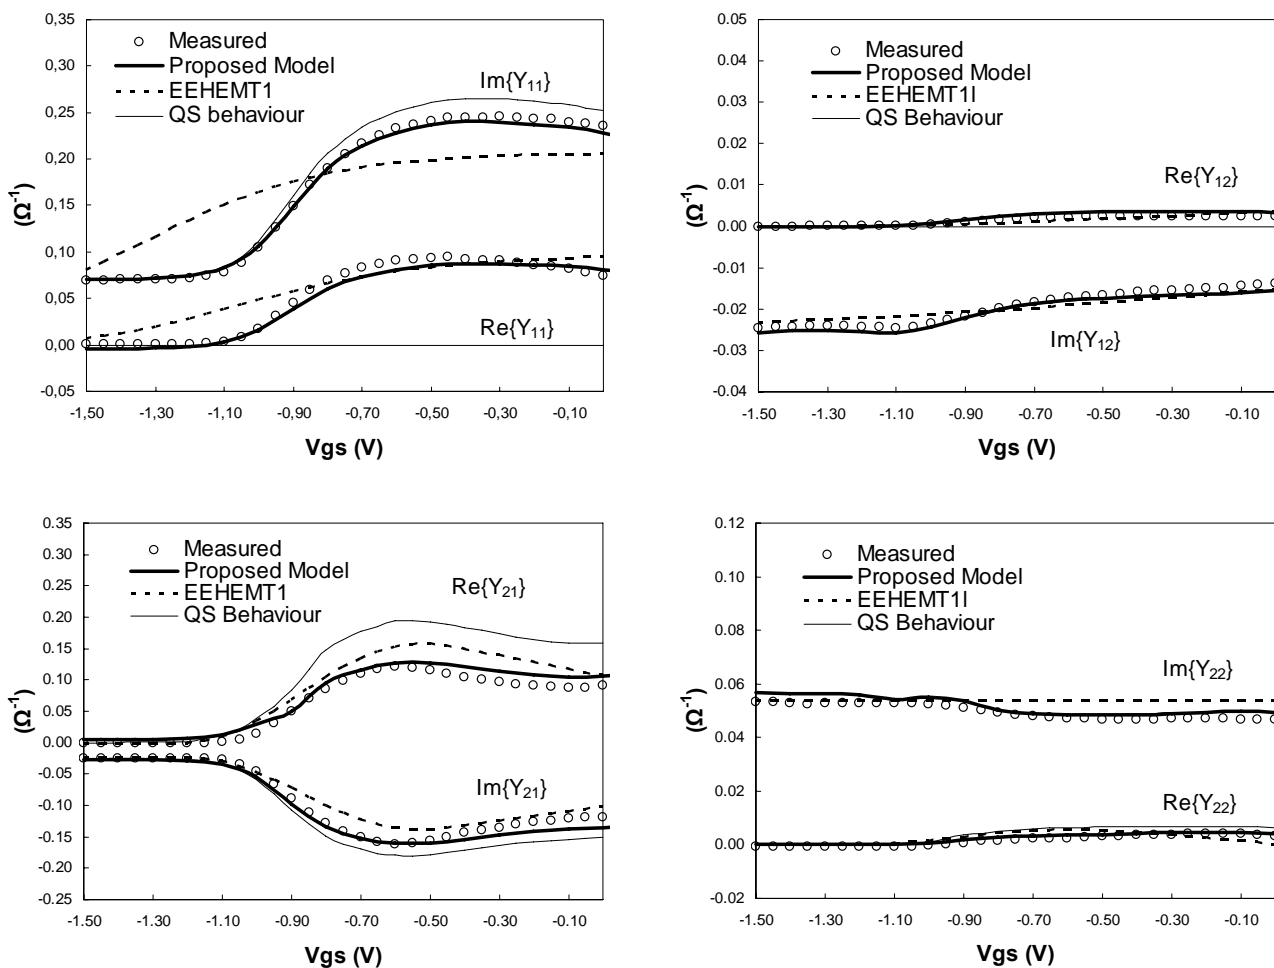 0,35
0,30
0,25
0,20
0,15
0,10
0,05
0,00
-0,05
(Ω⁻¹)
Measured
Proposed Model
EEHEMT1
QS behaviour
Im{Y₁₁}
Re{Y₁₁}
-1,50 -1,30 -1,10 -0,90 -0,70 -0,50 -0,30 -0,10
Vgs (V)
0.05
0.04
0.03
0.02
0.01
0.00
-0.01
-0.02
-0.03
-0.04
(Ω⁻¹)
Measured
Proposed Model
EEHEMT1I
QS Behaviour
Re{Y₁₂}
Im{Y₁₂}
-1.50 -1.30 -1.10 -0.90 -0.70 -0.50 -0.30 -0.10
Vgs (V)
0.35
0.30
0.25
0.20
0.15
0.10
0.05
0.00
-0.05
-0.10
-0.15
-0.20
-0.25
(Ω⁻¹)
Measured
Proposed Model
EEHEMT1
QS Behaviour
Re{Y₂₁}
Im{Y₂₁}
-1.50 -1.30 -1.10 -0.90 -0.70 -0.50 -0.30 -0.10
Vgs (V)
0.12
0.10
0.08
0.06
0.04
0.02
0.00
-0.02
(Ω⁻¹)
Measured
Proposed Model
EEHEMT1I
QS Behaviour
Im{Y₂₂}
Re{Y₂₂}
-1.50 -1.30 -1.10 -0.90 -0.70 -0.50 -0.30 -0.10
Vgs (V)